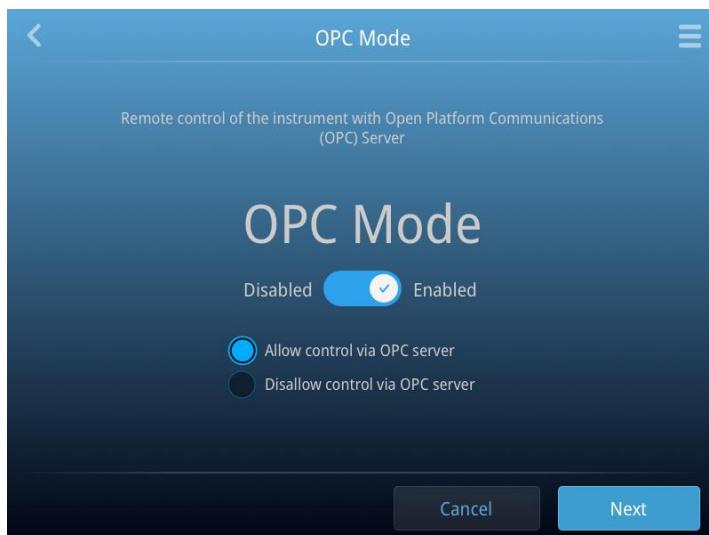 OPC Mode
Remote control of the instrument with Open Platform Communications
(OPC) Server
OPC Mode
Disabled Enabled
Allow control via OPC server
Disallow control via OPC server
Cancel Next